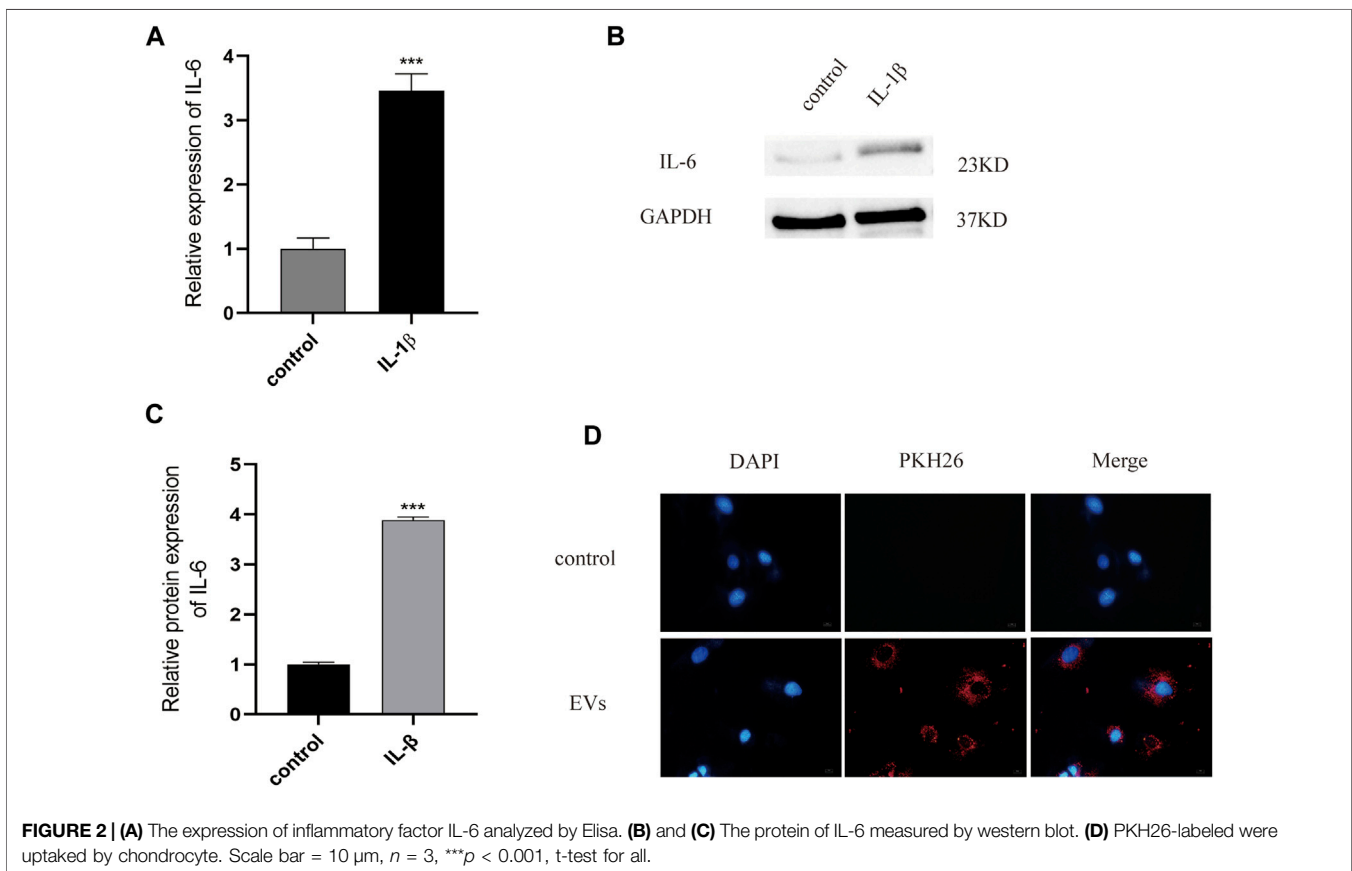 A
Relative expression of IL-6
4
3
2
1
0
***
control
IL-1β
B
control
IL-1β
IL-6
23KD
GAPDH
37KD
C
Relative protein expression
of IL-6
5
4
3
2
1
0
***
control
IL-β
D
DAPI
PKH26
Merge
control
EVs
FIGURE 2 | (A) The expression of inflammatory factor IL-6 analyzed by Elisa. (B) and (C) The protein of IL-6 measured by western blot. (D) PKH26-labeled were
uptaked by chondrocyte. Scale bar = 10 µm, n = 3, ***p < 0.001, t-test for all.